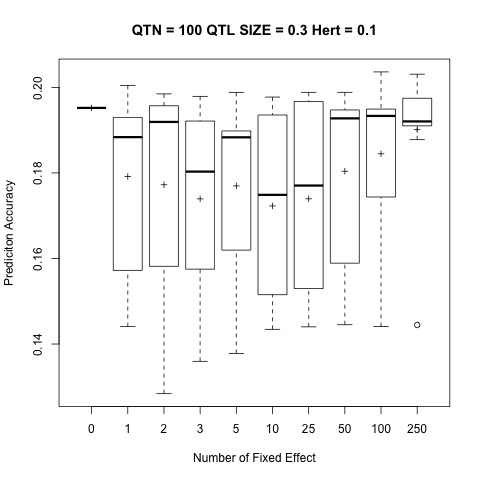 QTN = 100 QTL SIZE = 0.3 Hert = 0.1
Prediciton Accuracy
0.20
0.18
0.16
0.14
0 1 2 3 5 10 25 50 100 250
Number of Fixed Effect